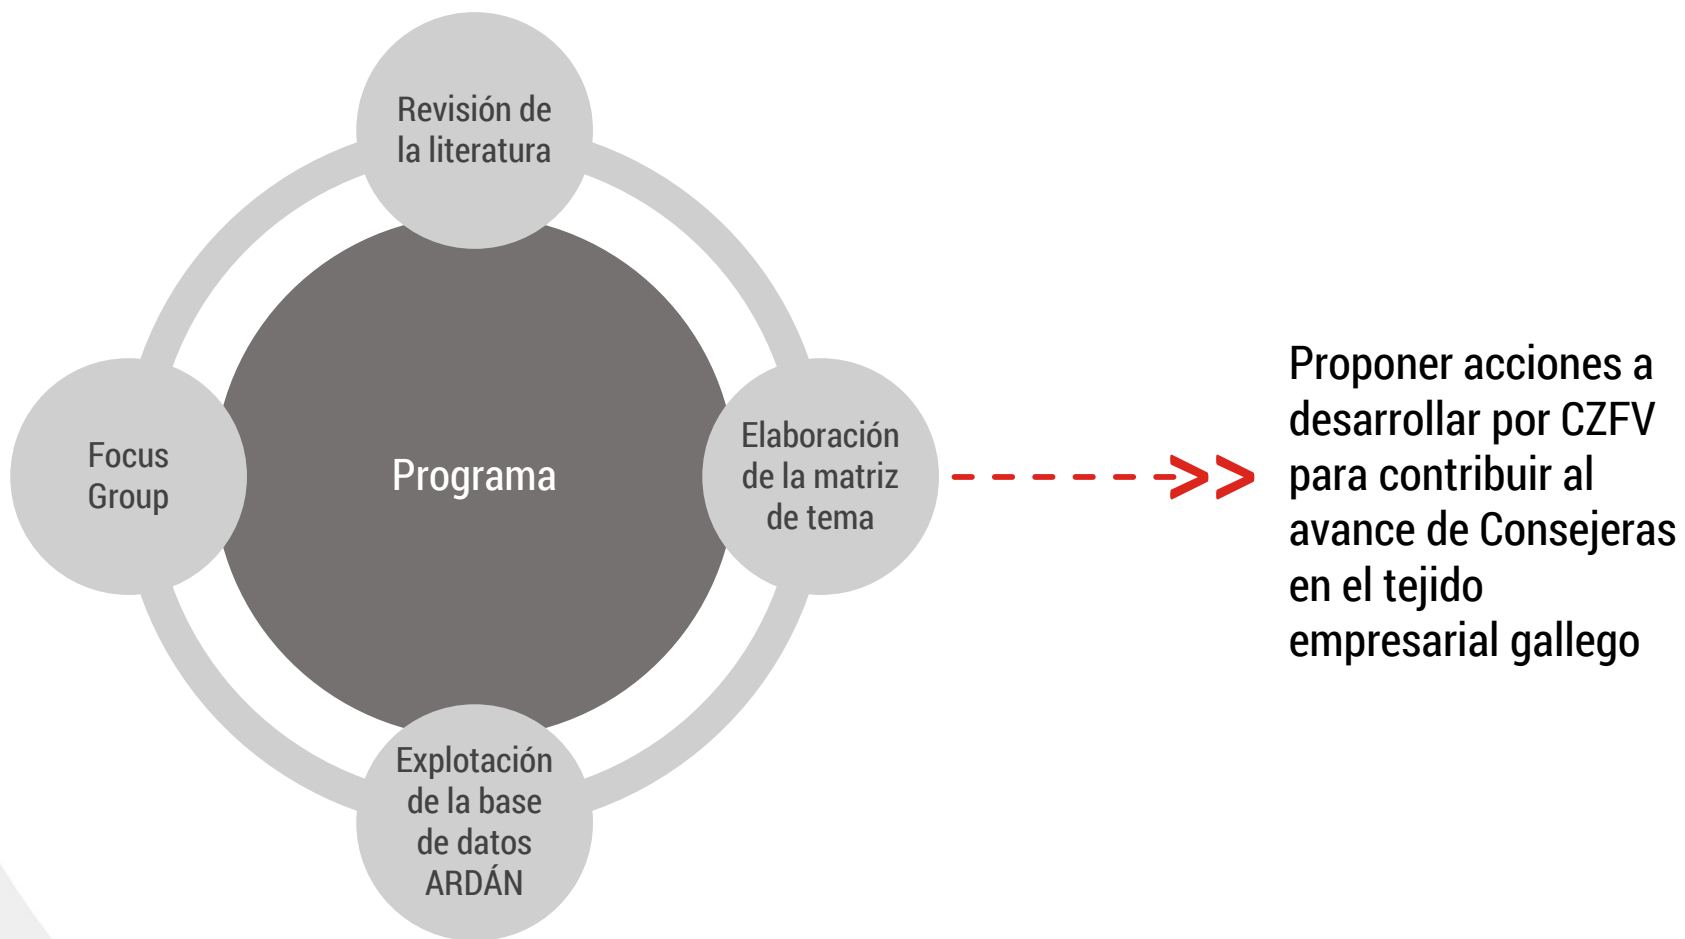 Revisión de
la literatura
Focus
Group
Programa
Elaboración
de la matriz
de tema
Explotación
de la base
de datos
ARDÁN
>>
Proponer acciones a
desarrollar por CZFV
para contribuir al
avance de Consejeras
en el tejido
empresarial gallego